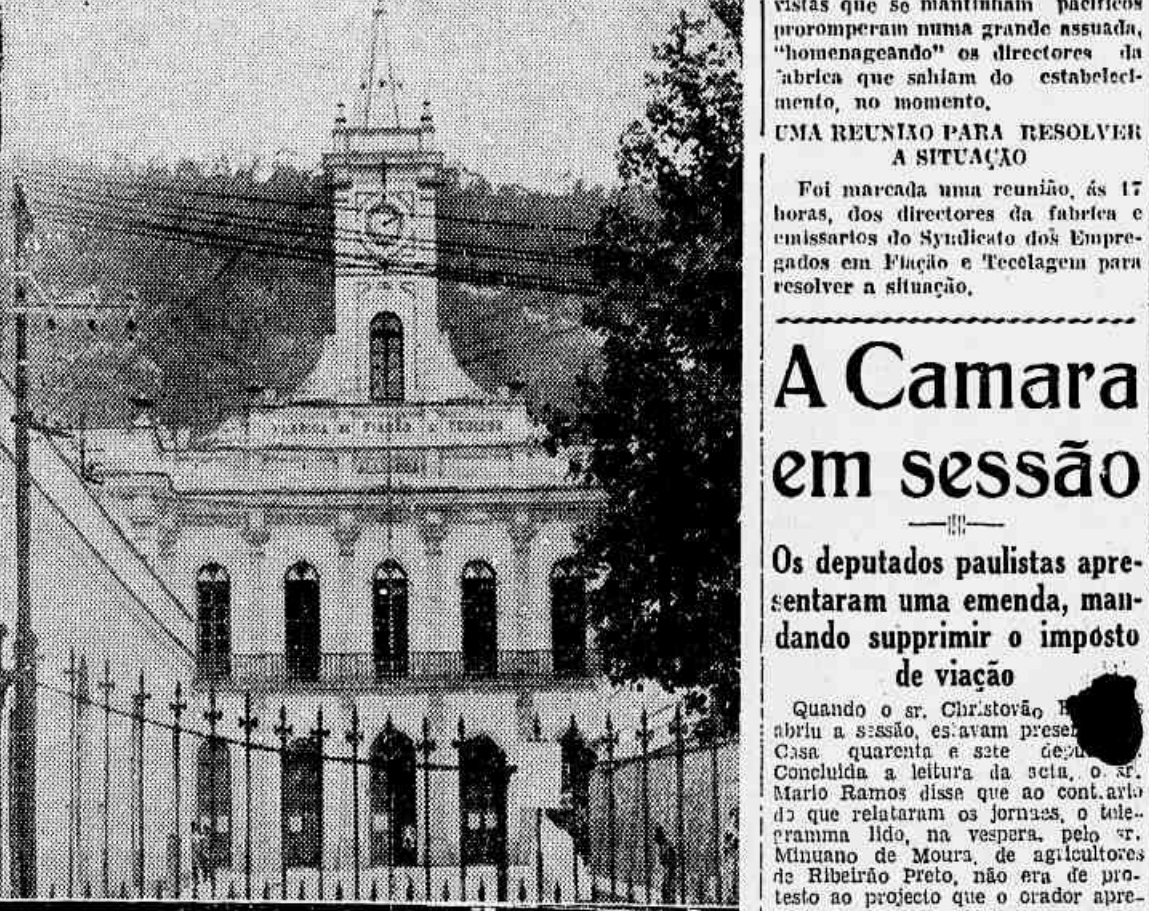 FABRICA DE FIAÇÃO E TECIDOS
vistas que se mantinham pacificos
proromperam numa grande assuada,
"homenageando" os directores da
fabrica que sahiam do estabeleci-
mento, no momento.
UMA REUNIÃO PARA RESOLVER
A SITUAÇÃO
Foi marcada uma reunião, ás 17
horas, dos directores da fabrica e
emissarios do Syndicato dos Empre-
gados em Fiação e Tecelagem para
resolver a situação.
A Camara
em sessão
Os deputados paulistas apre-
sentaram uma emenda, man-
dando supprimir o imposto
de viação
Quando o sr. Christovão
abriu a sessão, estavam
Casa quarenta e sete
Concluida a leitura da acta, o sr.
Mario Ramos disse que ao contrario
do que relataram os jornaes, o tele-
gramma lido, na vespera, pelo sr.
Minuano de Moura, de agricultores
de Ribeirão Preto, não era de pro-
testo ao projecto que o orador apre-